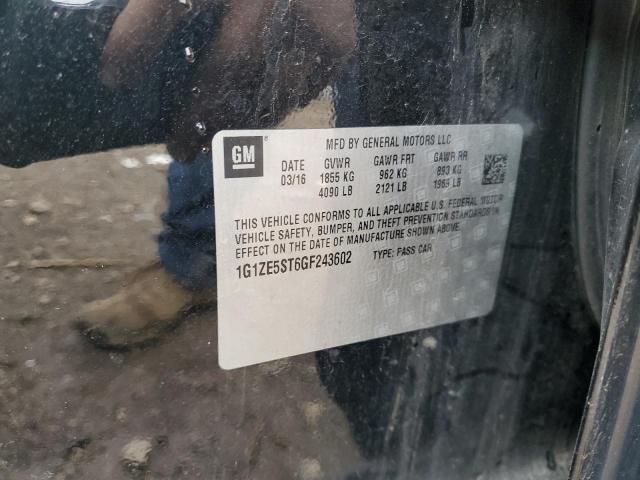 GM
MFD BY GENERAL MOTORS LLC
DATE GVWR GAWR FRT GAWR RR
03/16 1855 KG 962 KG 893 KG
4090 LB 2121 LB 1969 LB
THIS VEHICLE CONFORMS TO ALL APPLICABLE U.S. FEDERAL MOTOR
VEHICLE SAFETY, BUMPER, AND THEFT PREVENTION STANDARDS IN
EFFECT ON THE DATE OF MANUFACTURE SHOWN ABOVE.
1G1ZE5ST6GF243602 TYPE: PASS CAR